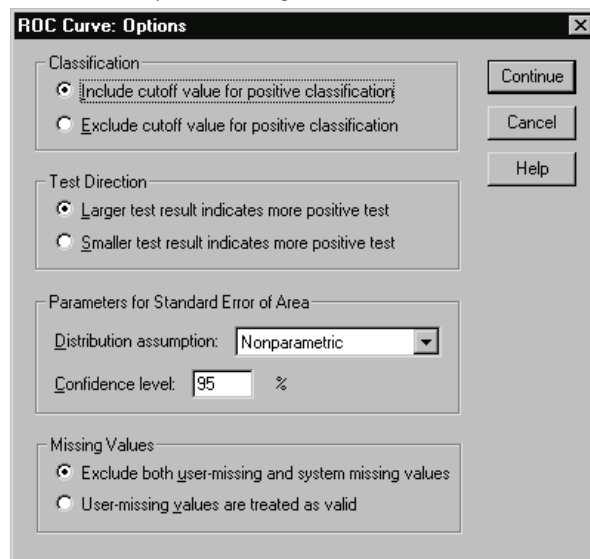 ROC Curve: Options
Classification
Include cutoff value for positive classification
Exclude cutoff value for positive classification
Test Direction
Larger test result indicates more positive test
Smaller test result indicates more positive test
Parameters for Standard Error of Area
Distribution assumption: Nonparametric
Confidence level: 95 %
Missing Values
Exclude both user-missing and system missing values
User-missing values are treated as valid
Continue
Cancel
Help